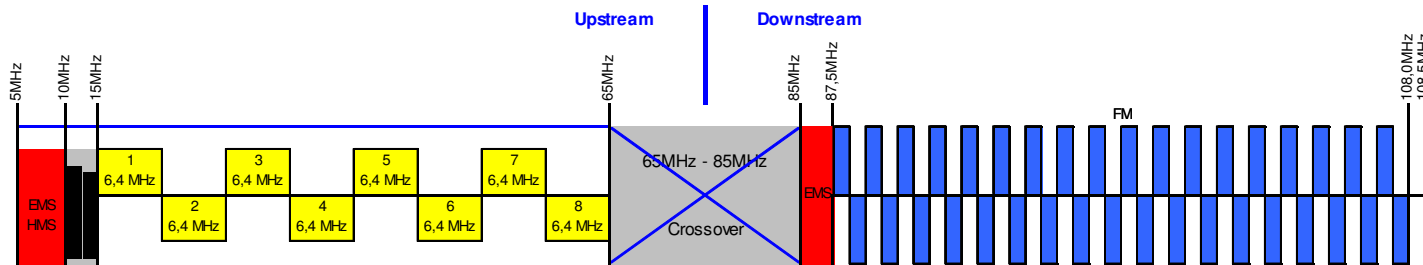 Upstream
Downstream
5MHz
10MHz
15MHz
65MHz
85MHz
87,5MHz
108,0MHz
108,5MHz
FM
1
6,4 MHz
3
6,4 MHz
5
6,4 MHz
7
6,4 MHz
65MHz - 85MHz
EMS
HMS
2
6,4 MHz
4
6,4 MHz
6
6,4 MHz
8
6,4 MHz
Crossover
EMS